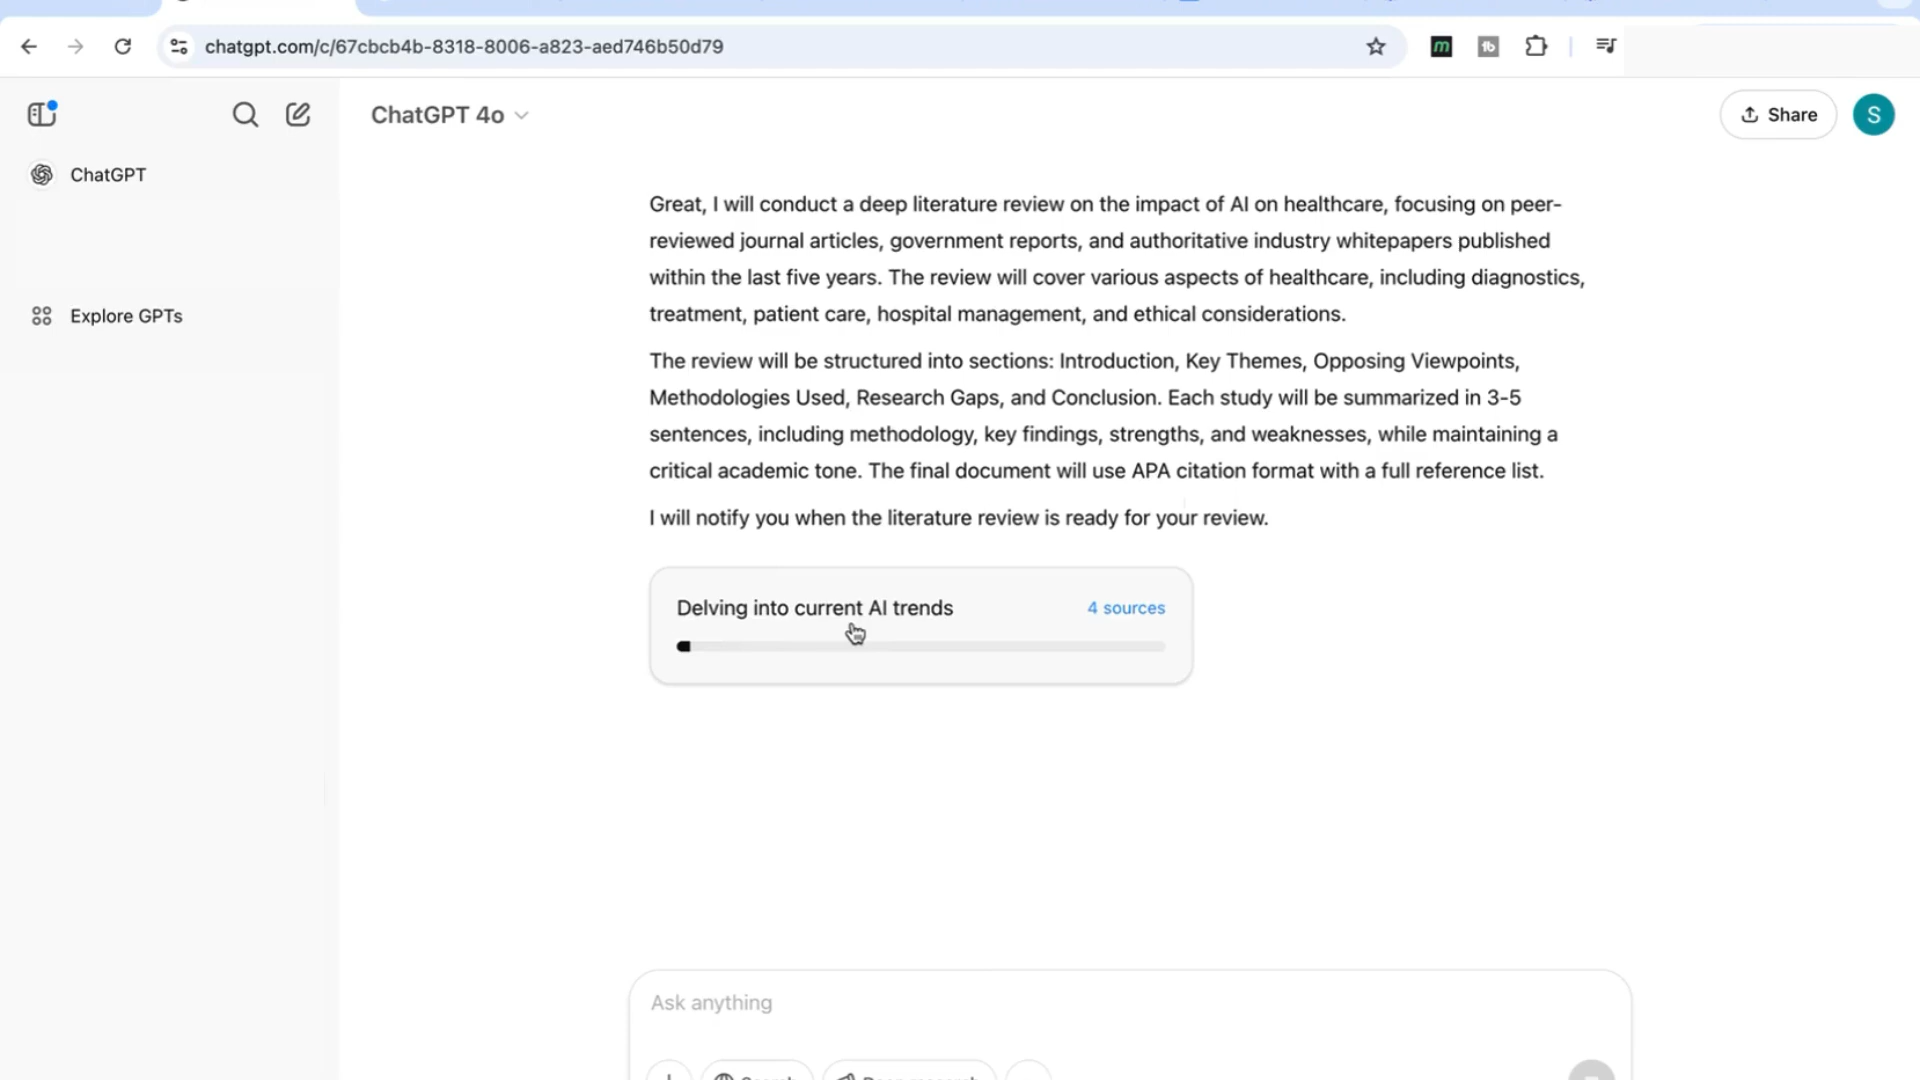 chatgpt.com/c/67cbcb4b-8318-8006-a823-aed746b50d79
ChatGPT 4o
Share
S
ChatGPT
Explore GPTs
Great, I will conduct a deep literature review on the impact of AI on healthcare, focusing on peer-
reviewed journal articles, government reports, and authoritative industry whitepapers published
within the last five years. The review will cover various aspects of healthcare, including diagnostics,
treatment, patient care, hospital management, and ethical considerations.
The review will be structured into sections: Introduction, Key Themes, Opposing Viewpoints,
Methodologies Used, Research Gaps, and Conclusion. Each study will be summarized in 3-5
sentences, including methodology, key findings, strengths, and weaknesses, while maintaining a
critical academic tone. The final document will use APA citation format with a full reference list.
I will notify you when the literature review is ready for your review.
Delving into current AI trends
4 sources
Ask anything
Search
Deep research